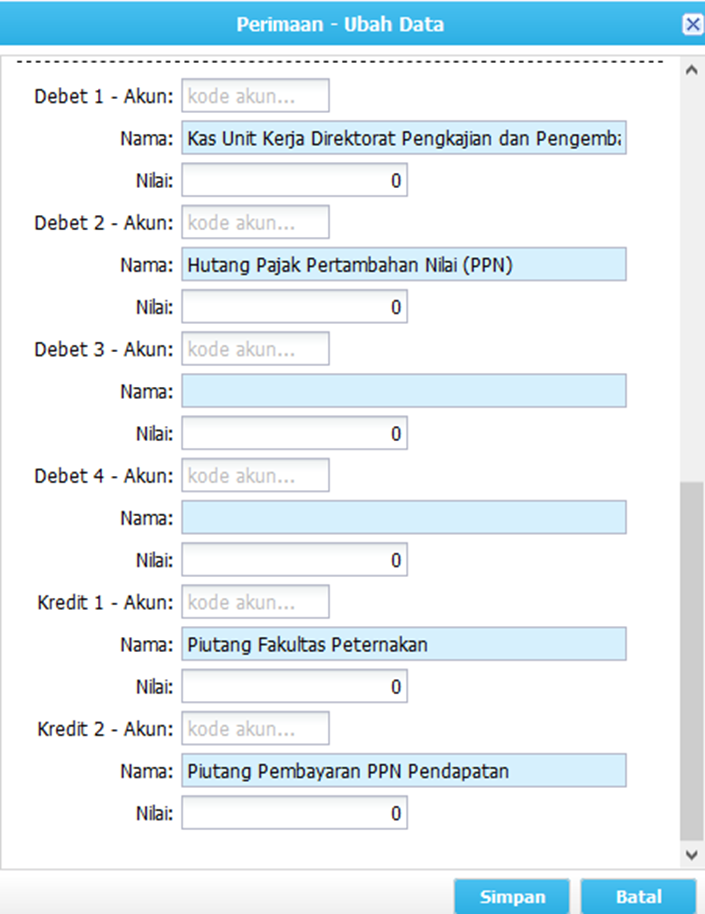 Perimaan - Ubah Data
Debet 1 - Akun: kode akun...
Nama: Kas Unit Kerja Direktorat Pengkajian dan Pengemb
Nilai: 0
Debet 2 - Akun: kode akun...
Nama: Hutang Pajak Pertambahan Nilai (PPN)
Nilai: 0
Debet 3 - Akun: kode akun...
Nama:
Nilai: 0
Debet 4 - Akun: kode akun...
Nama:
Nilai: 0
Kredit 1 - Akun: kode akun...
Nama: Piutang Fakultas Peternakan
Nilai: 0
Kredit 2 - Akun: kode akun...
Nama: Piutang Pembayaran PPN Pendapatan
Nilai: 0
Simpan Batal